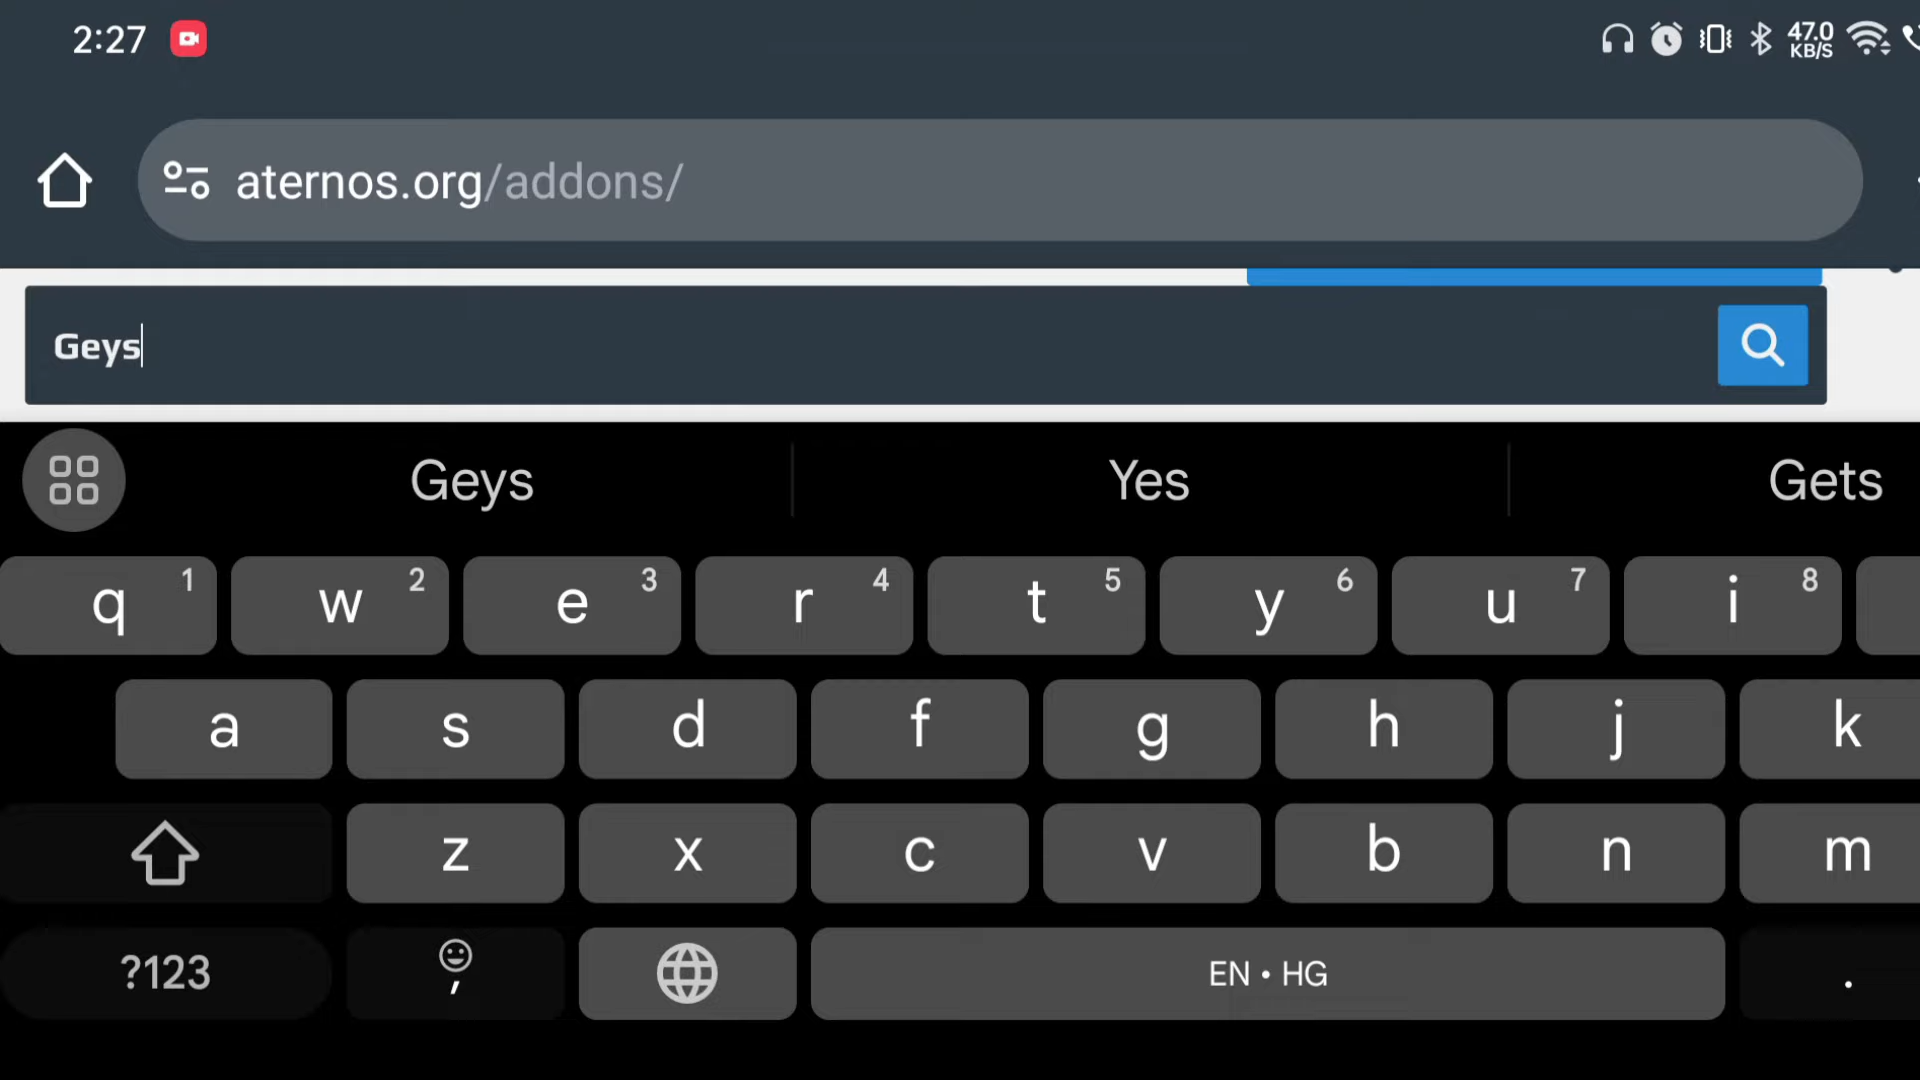 2:27
47.0
KB/S
aternos.org/addons/
Geys
Geys Yes Gets
q 1 w 2 e 3 r 4 t 5 y 6 u 7 i 8
a s d f g h j k
z x c v b n m
?123 , EN • HG .